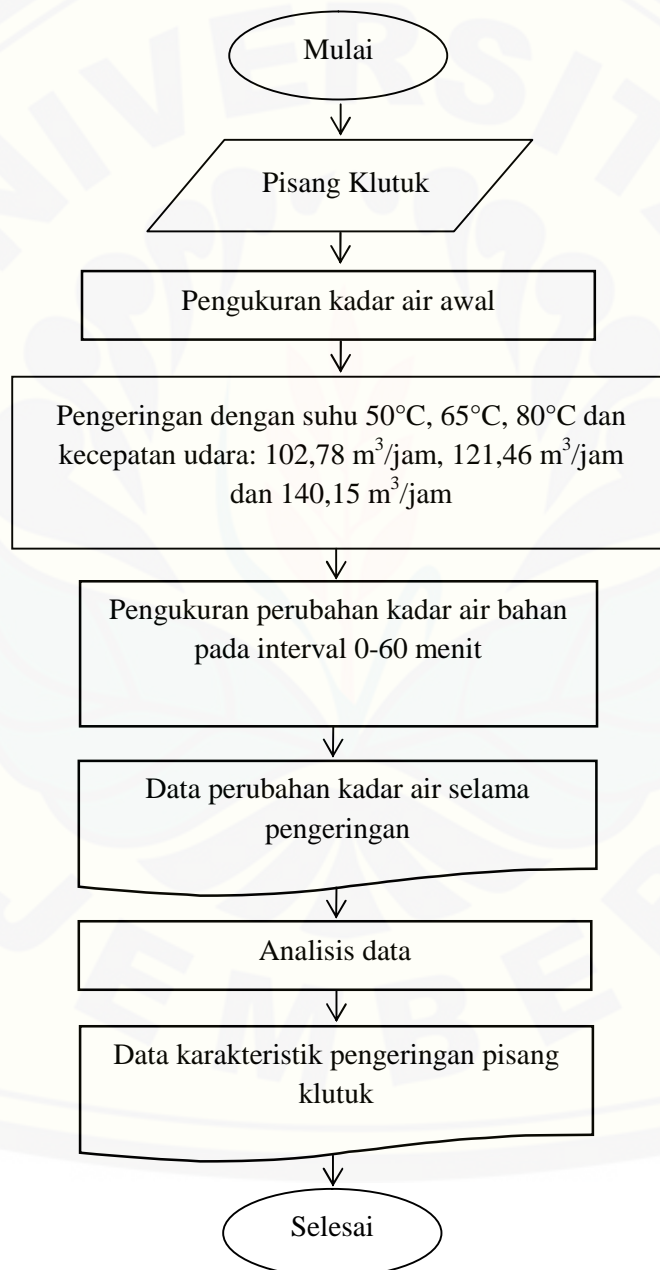 Mulai
Pisang Klutuk
Pengukuran kadar air awal
Pengeringan dengan suhu 50°C, 65°C, 80°C dan
kecepatan udara: 102,78 m³/jam, 121,46 m³/jam
dan 140,15 m³/jam
Pengukuran perubahan kadar air bahan
pada interval 0-60 menit
Data perubahan kadar air selama
pengeringan
Analisis data
Data karakteristik pengeringan pisang
klutuk
Selesai